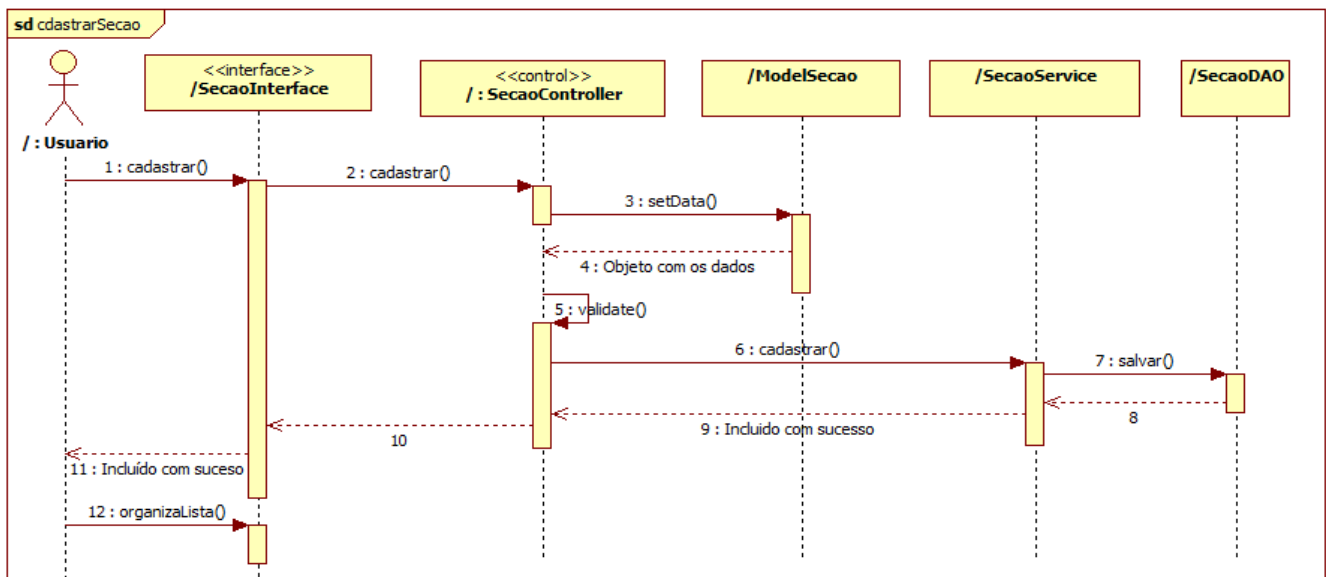 sd cdastrarSecao
<<interface>>
/SecaoInterface
<<control>>
/ : SecaoController
/ModelSecao
/SecaoService
/SecaoDAO
/ : Usuario
1 : cadastrar()
2 : cadastrar()
3 : setData()
4 : Objeto com os dados
5 : validate()
6 : cadastrar()
7 : salvar()
8
9 : Incluido com sucesso
10
11 : Incluído com suceso
12 : organizaLista()